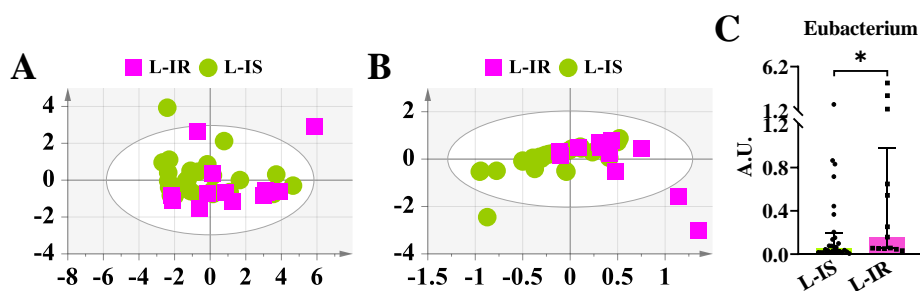 A
L-IR L-IS
4
2
0
-2
-4
-8 -6 -4 -2 0 2 4 6 8
B
L-IR L-IS
2
0
-2
-4
-1.5 -1 -0.5 0 0.5 1
C
Eubacterium
*
A.U.
6.2
1.2
1.2
0.8
0.4
0.0
L-IS L-IR